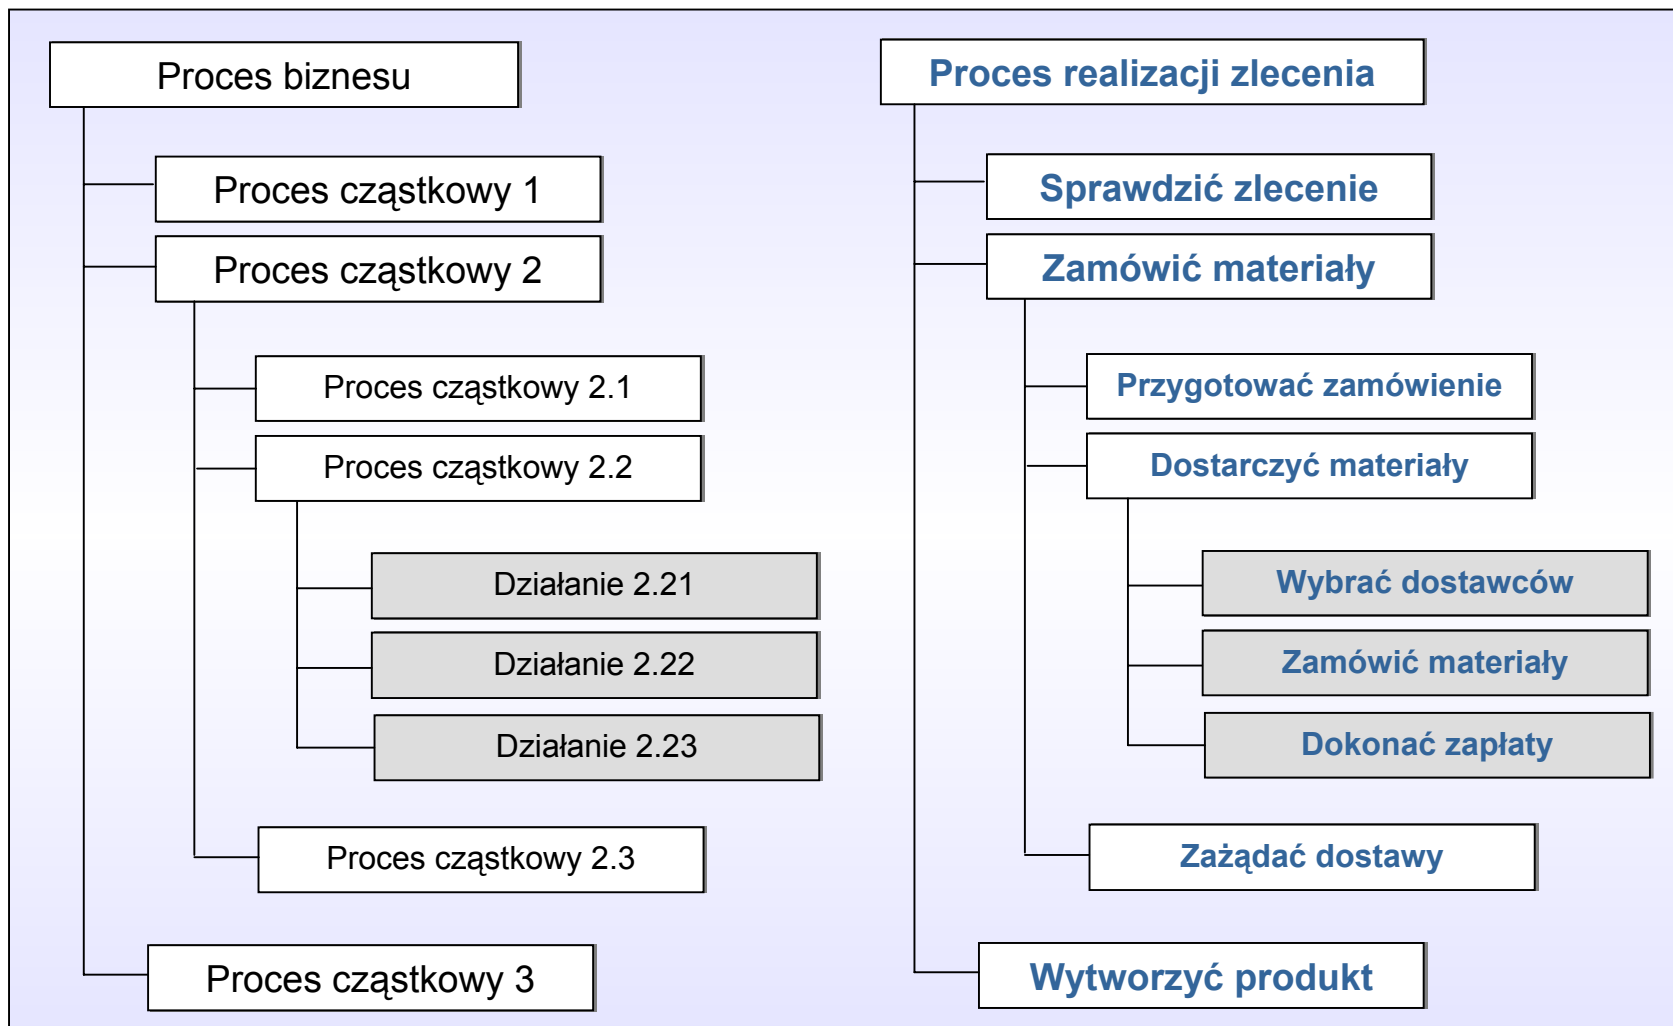 Proces biznesu
Proces cząstkowy 1
Proces cząstkowy 2
Proces cząstkowy 2.1
Proces cząstkowy 2.2
Działanie 2.21
Działanie 2.22
Działanie 2.23
Proces cząstkowy 2.3
Proces cząstkowy 3
Proces realizacji zlecenia
Sprawdzić zlecenie
Zamówić materiały
Przygotować zamówienie
Dostarczyć materiały
Wybrać dostawców
Zamówić materiały
Dokonać zapłaty
Zażądać dostawy
Wytworzyć produkt